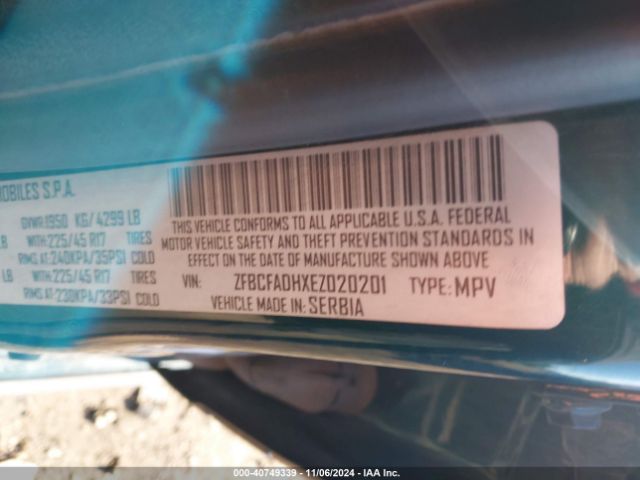 OBILES S.P.A.
GVWR: 1950 KG/ 4299 LB
LB WITH: 225/45 R17 TIRES
RIMS AT: 240KPA/35PSI COLD
LB WITH: 225/45 R17 TIRES
RIMS AT: 230KPA/33PSI COLD
THIS VEHICLE CONFORMS TO ALL APPLICABLE U.S.A. FEDERAL
MOTOR VEHICLE SAFETY AND THEFT PREVENTION STANDARDS IN
EFFECT ON THE DATE OF MANUFACTURE SHOWN ABOVE
VIN: ZFBCFADHXEZ020201 TYPE: MPV
VEHICLE MADE IN: SERBIA
000-40749339 - 11/06/2024 - IAA Inc.